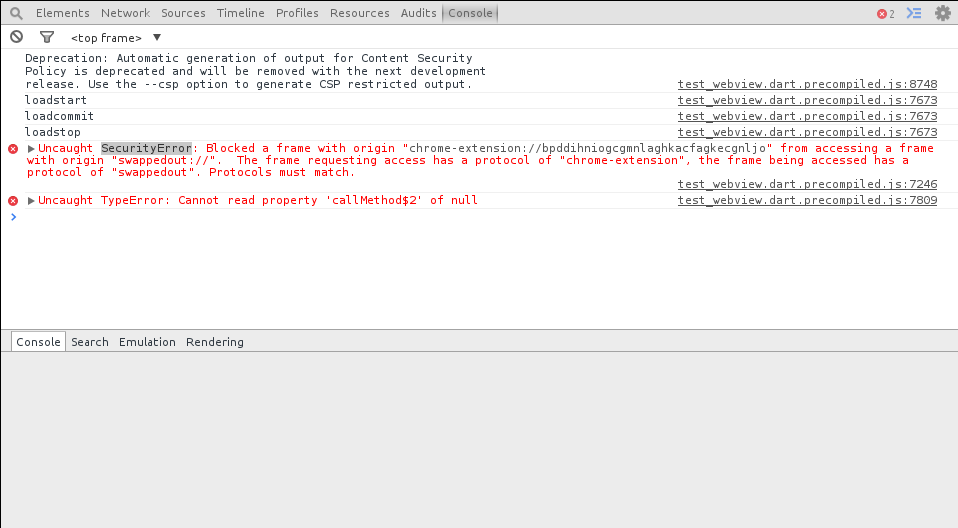 Elements Network Sources Timeline Profiles Resources Audits Console 2
<top frame>
Deprecation: Automatic generation of output for Content Security
Policy is deprecated and will be removed with the next development
release. Use the --csp option to generate CSP restricted output. test_webview.dart.precompiled.js:8748
loadstart test_webview.dart.precompiled.js:7673
loadcommit test_webview.dart.precompiled.js:7673
loadstop test_webview.dart.precompiled.js:7673
Uncaught SecurityError: Blocked a frame with origin "chrome-extension://bpddihniogcgmnlaghkacfagkecgnljo" from accessing a frame
with origin "swappedout://". The frame requesting access has a protocol of "chrome-extension", the frame being accessed has a
protocol of "swappedout". Protocols must match.
test_webview.dart.precompiled.js:7246
Uncaught TypeError: Cannot read property 'callMethod$2' of null test_webview.dart.precompiled.js:7809
Console Search Emulation Rendering